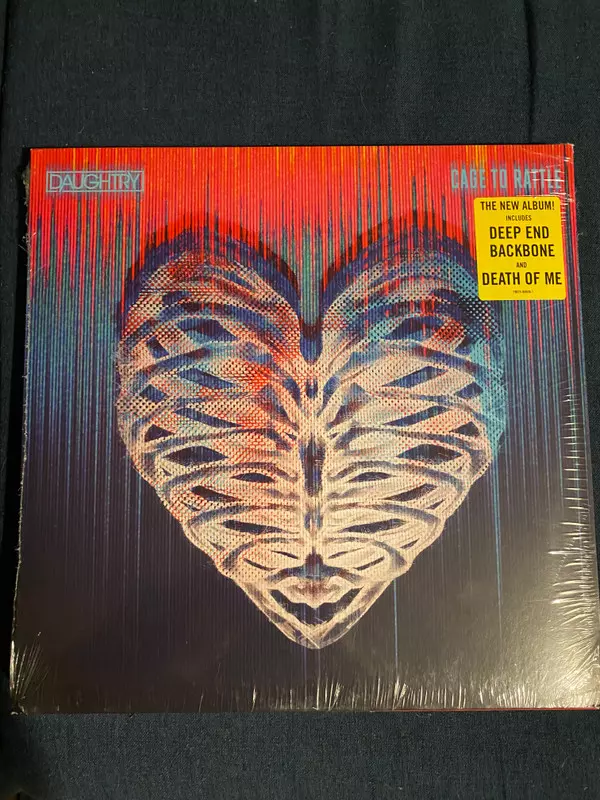 DAUGHTRY
CAGE TO RATTLE
THE NEW ALBUM!
INCLUDES
DEEP END
BACKBONE
AND
DEATH OF ME